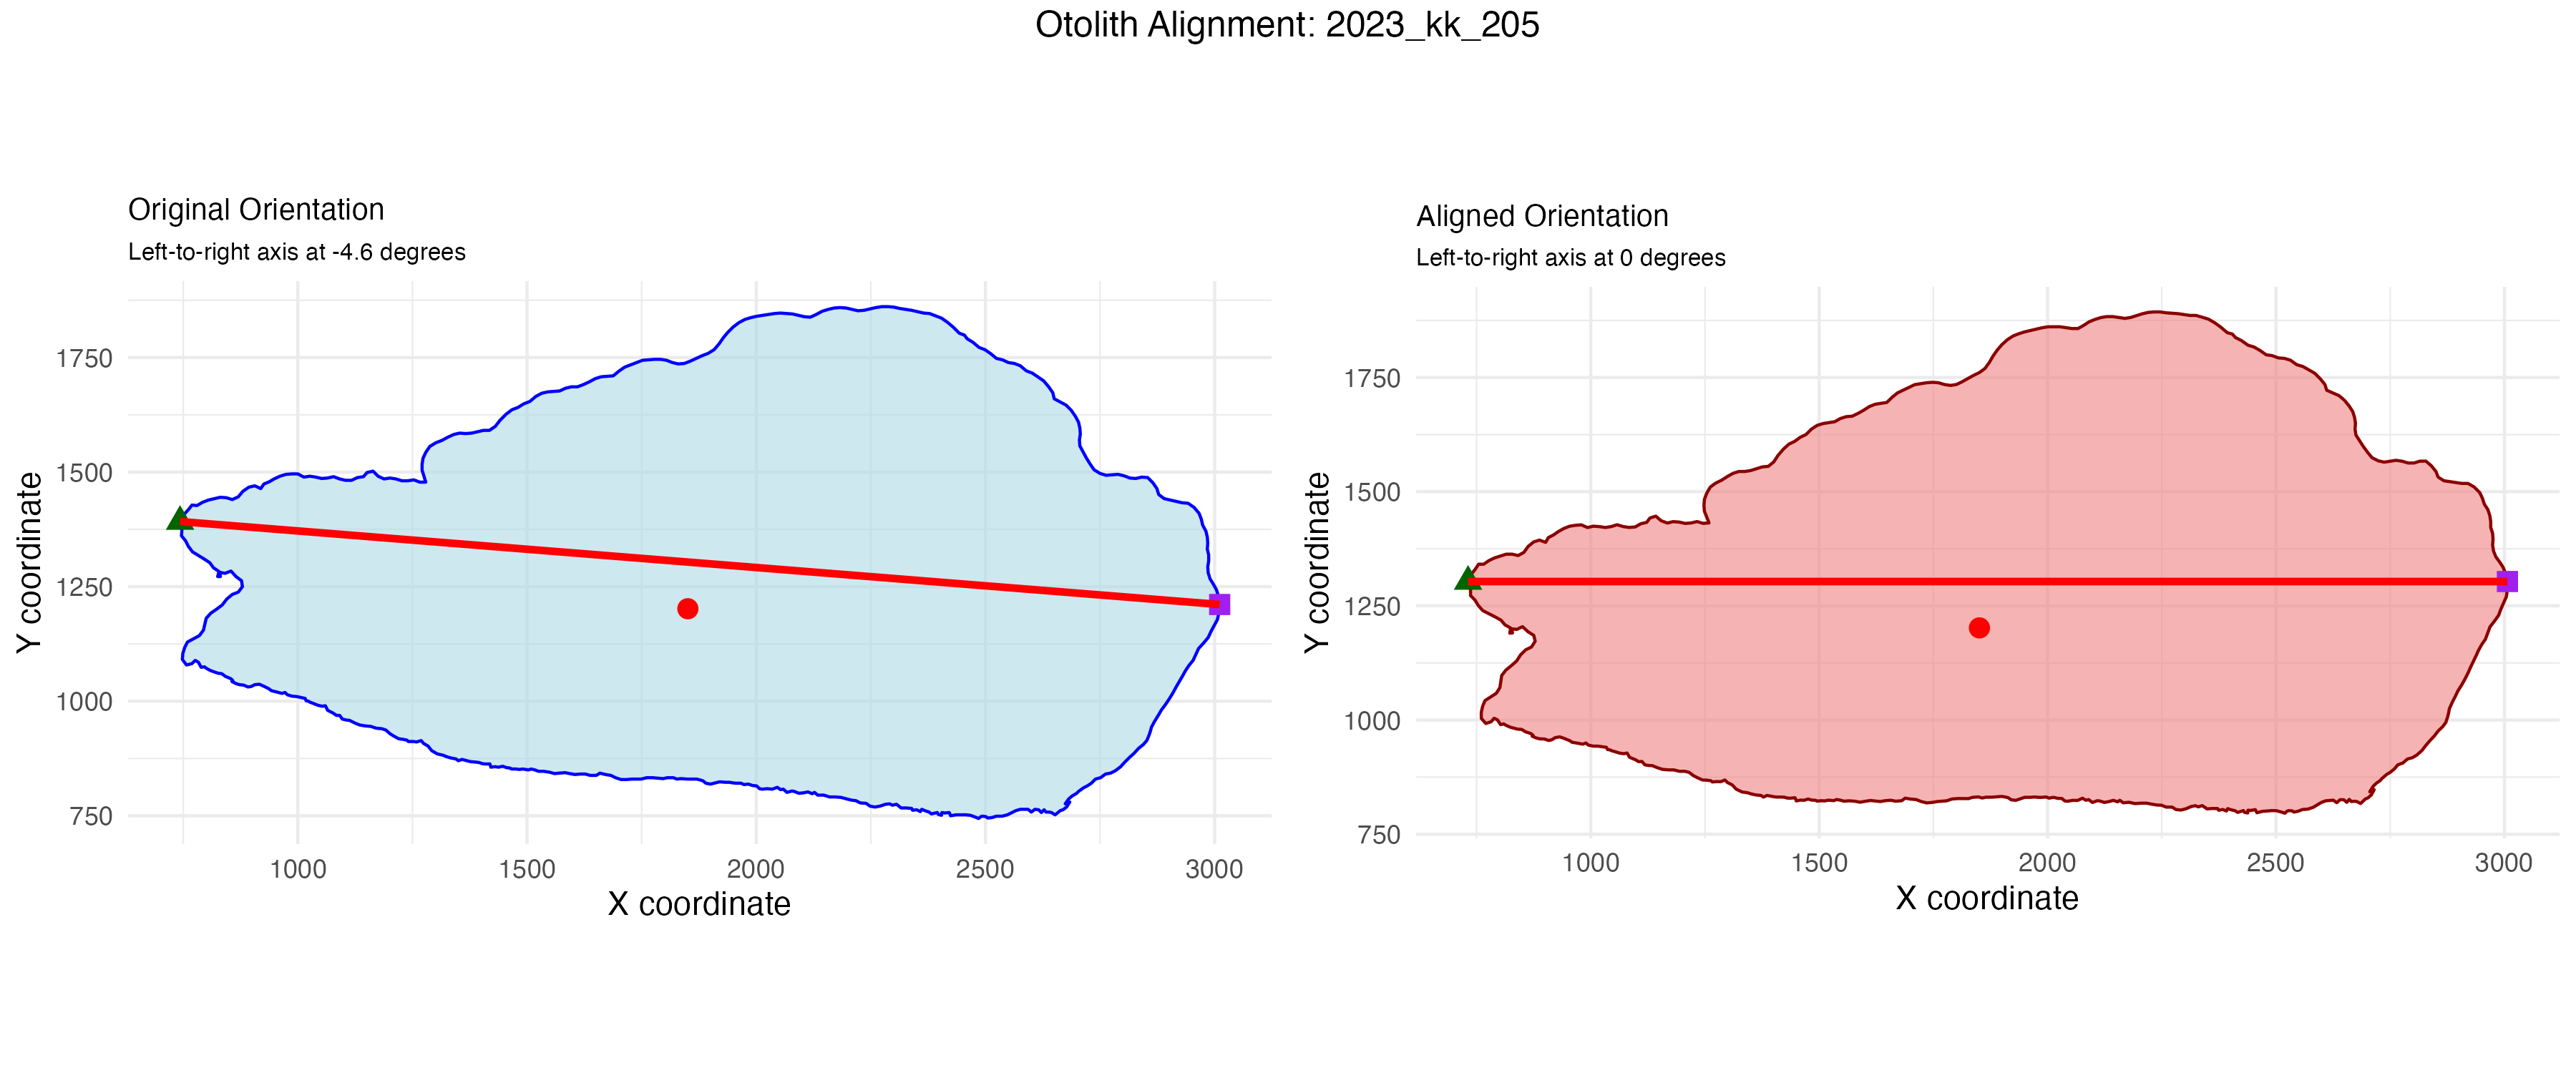 Otolith Alignment: 2023_kk_205
Original Orientation
Left-to-right axis at -4.6 degrees
Y coordinate
1750
1500
1250
1000
750
1000 1500 2000 2500 3000
X coordinate
Aligned Orientation
Left-to-right axis at 0 degrees
Y coordinate
1750
1500
1250
1000
750
1000 1500 2000 2500 3000
X coordinate